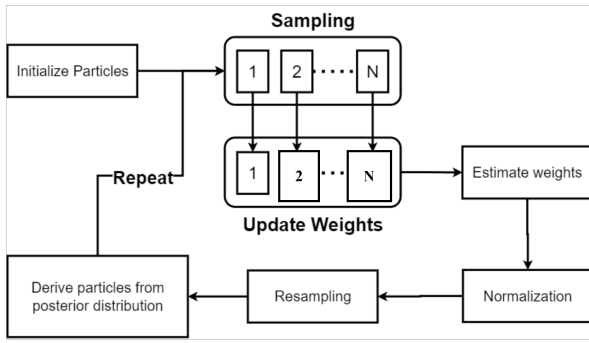 Sampling
Initialize Particles
1 2 ····· N
1 2 ··· N
Estimate weights
Repeat
Update Weights
Derive particles from
posterior distribution
Resampling
Normalization